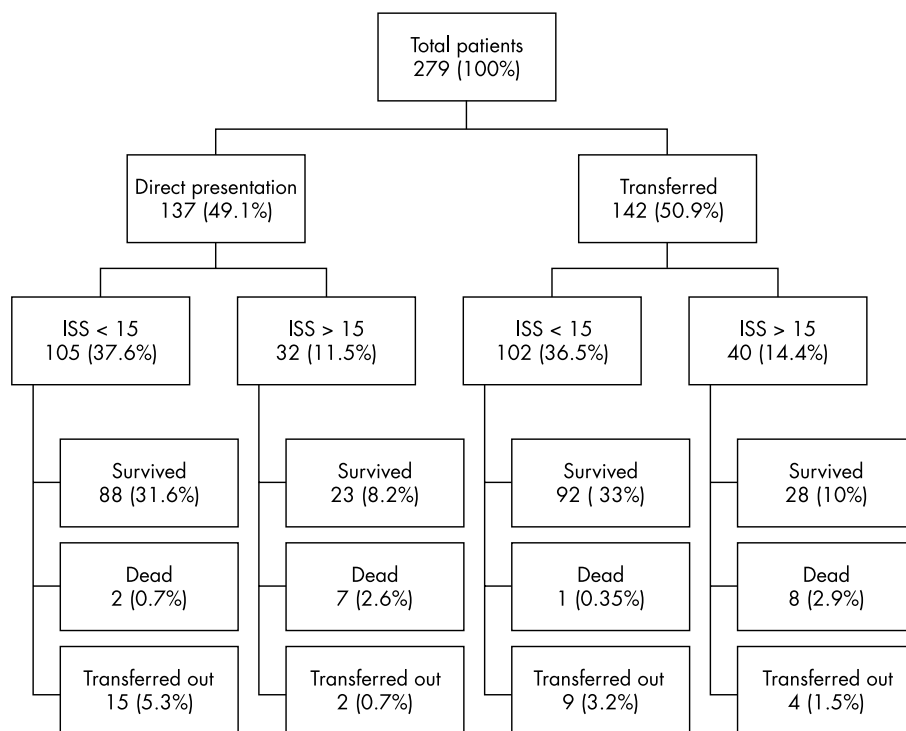 Total patients
279 (100%)
Direct presentation
137 (49.1%)
Transferred
142 (50.9%)
ISS < 15
105 (37.6%)
ISS > 15
32 (11.5%)
ISS < 15
102 (36.5%)
ISS > 15
40 (14.4%)
Survived
88 (31.6%)
Survived
23 (8.2%)
Survived
92 ( 33%)
Survived
28 (10%)
Dead
2 (0.7%)
Dead
7 (2.6%)
Dead
1 (0.35%)
Dead
8 (2.9%)
Transferred out
15 (5.3%)
Transferred out
2 (0.7%)
Transferred out
9 (3.2%)
Transferred out
4 (1.5%)